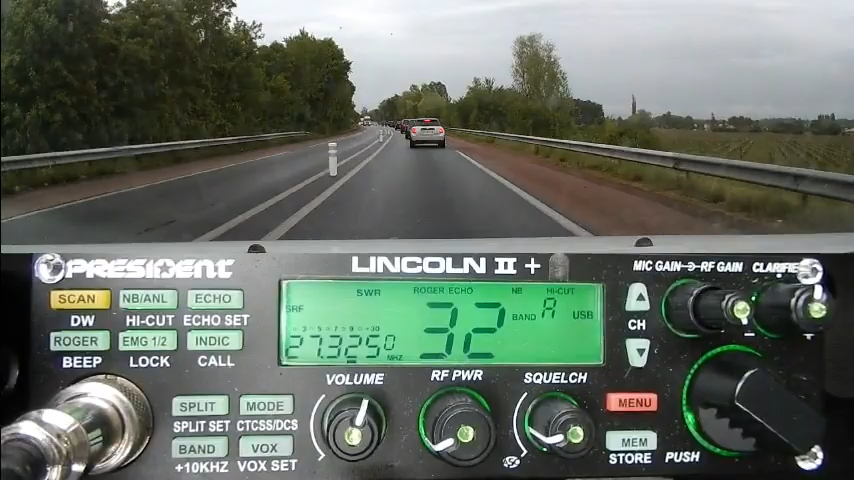 PRESIDENT
LINCOLN II +
MIC GAIN RF GAIN CLARIFIER
SCAN NB/ANL ECHO
DW HI-CUT ECHO SET
ROGER EMG 1/2 INDIC
BEEP LOCK CALL
SPLIT MODE
SPLIT SET CTCSS/DCS
BAND VOX
+10KHZ VOX SET
SWR ROGER ECHO NB HI-CUT
SRF
32 BAND A USB
27.3250 MHZ
CH
VOLUME RF PWR SQUELCH
MENU
MEM
STORE PUSH